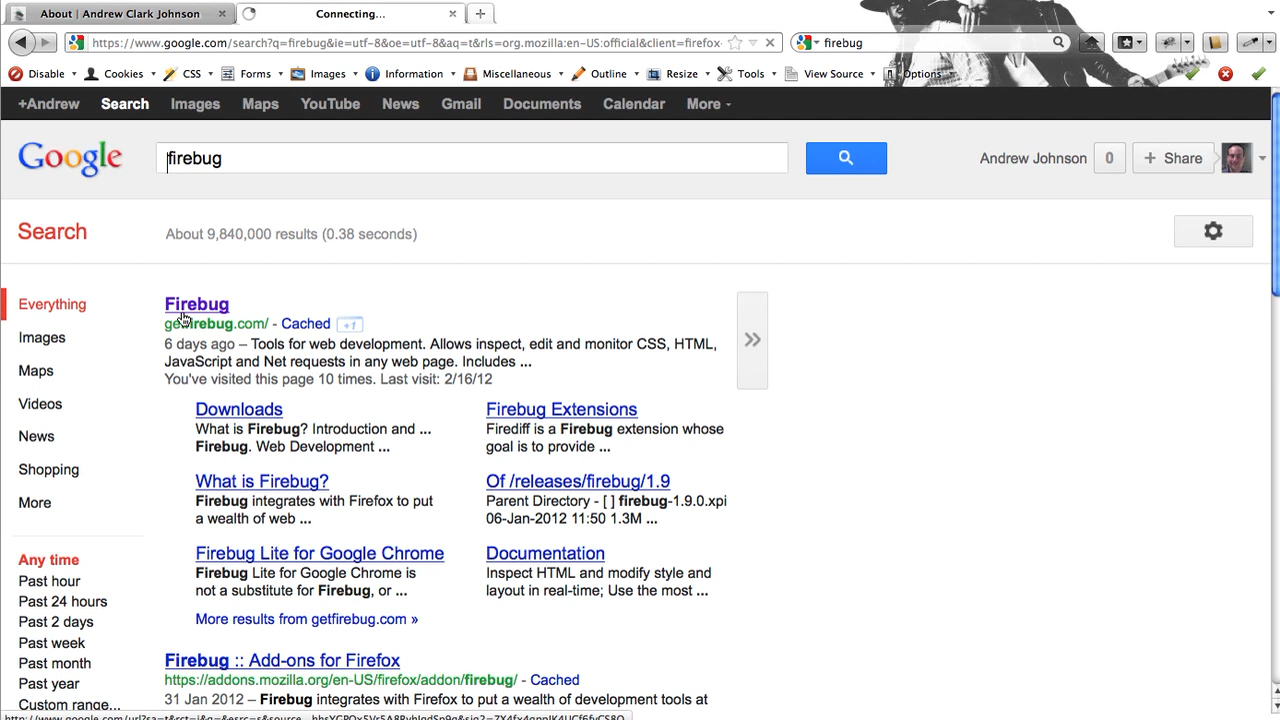 About | Andrew Clark Johnson
Connecting...
https://www.google.com/search?q=firebug&ie=utf-8&oe=utf-8&aq=t&rls=org.mozilla:en-US:official&client=firefox-
firebug
Disable Cookies CSS Forms Images Information Miscellaneous Outline Resize Tools View Source Options
+Andrew Search Images Maps YouTube News Gmail Documents Calendar More
Google
firebug
Andrew Johnson 0 + Share
Search
About 9,840,000 results (0.38 seconds)
Everything
Images
Maps
Videos
News
Shopping
More
Any time
Past hour
Past 24 hours
Past 2 days
Past week
Past month
Past year
Custom range...
Firebug
getfirebug.com/ - Cached +1
6 days ago – Tools for web development. Allows inspect, edit and monitor CSS, HTML,
JavaScript and Net requests in any web page. Includes ...
You've visited this page 10 times. Last visit: 2/16/12
Downloads
What is Firebug? Introduction and ...
Firebug. Web Development ...
Firebug Extensions
Firediff is a Firebug extension whose
goal is to provide ...
What is Firebug?
Firebug integrates with Firefox to put
a wealth of web ...
Of /releases/firebug/1.9
Parent Directory - [ ] firebug-1.9.0.xpi
06-Jan-2012 11:50 1.3M ...
Firebug Lite for Google Chrome
Firebug Lite for Google Chrome is
not a substitute for Firebug, or ...
Documentation
Inspect HTML and modify style and
layout in real-time; Use the most ...
More results from getfirebug.com »
Firebug :: Add-ons for Firefox
https://addons.mozilla.org/en-US/firefox/addon/firebug/ - Cached
31 Jan 2012 – Firebug integrates with Firefox to put a wealth of development tools at